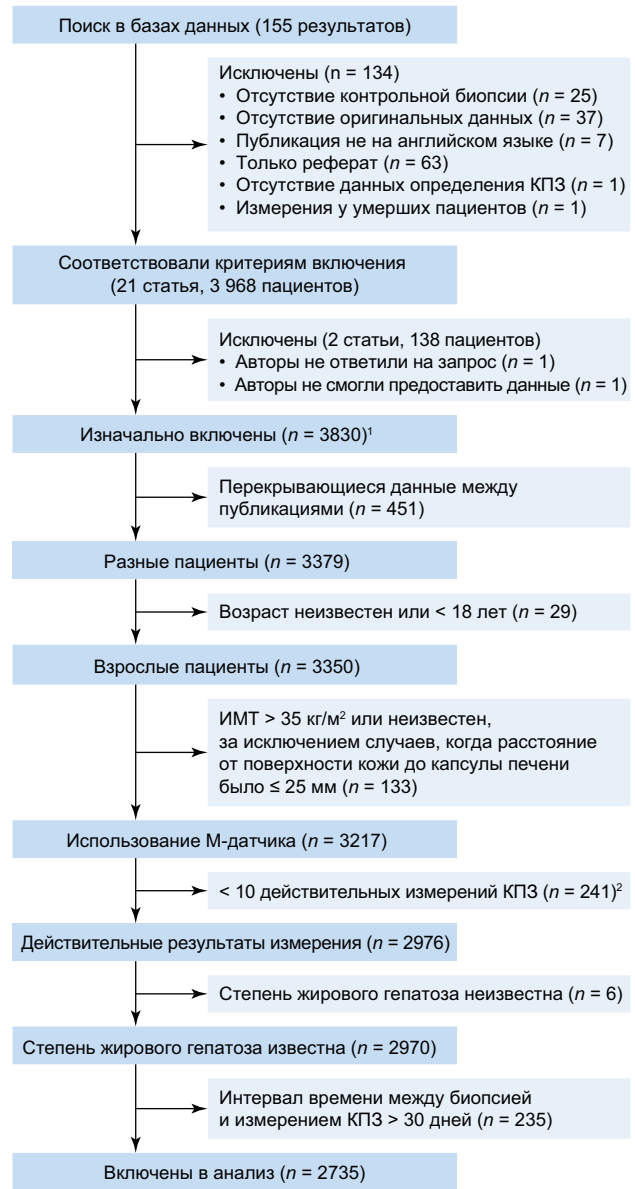 Поиск в базах данных (155 результатов)
Исключены (n = 134)
• Отсутствие контрольной биопсии (n = 25)
• Отсутствие оригинальных данных (n = 37)
• Публикация не на английском языке (n = 7)
• Только реферат (n = 63)
• Отсутствие данных определения КПЗ (n = 1)
• Измерения у умерших пациентов (n = 1)
Соответствовали критериям включения
(21 статья, 3 968 пациентов)
Исключены (2 статьи, 138 пациентов)
• Авторы не ответили на запрос (n = 1)
• Авторы не смогли предоставить данные (n = 1)
Изначально включены (n = 3830)¹
Перекрывающиеся данные между
публикациями (n = 451)
Разные пациенты (n = 3379)
Возраст неизвестен или < 18 лет (n = 29)
Взрослые пациенты (n = 3350)
ИМТ > 35 кг/м² или неизвестен,
за исключением случаев, когда расстояние
от поверхности кожи до капсулы печени
было ≤ 25 мм (n = 133)
Использование М-датчика (n = 3217)
< 10 действительных измерений КПЗ (n = 241)²
Действительные результаты измерения (n = 2976)
Степень жирового гепатоза неизвестна (n = 6)
Степень жирового гепатоза известна (n = 2970)
Интервал времени между биопсией
и измерением КПЗ > 30 дней (n = 235)
Включены в анализ (n = 2735)